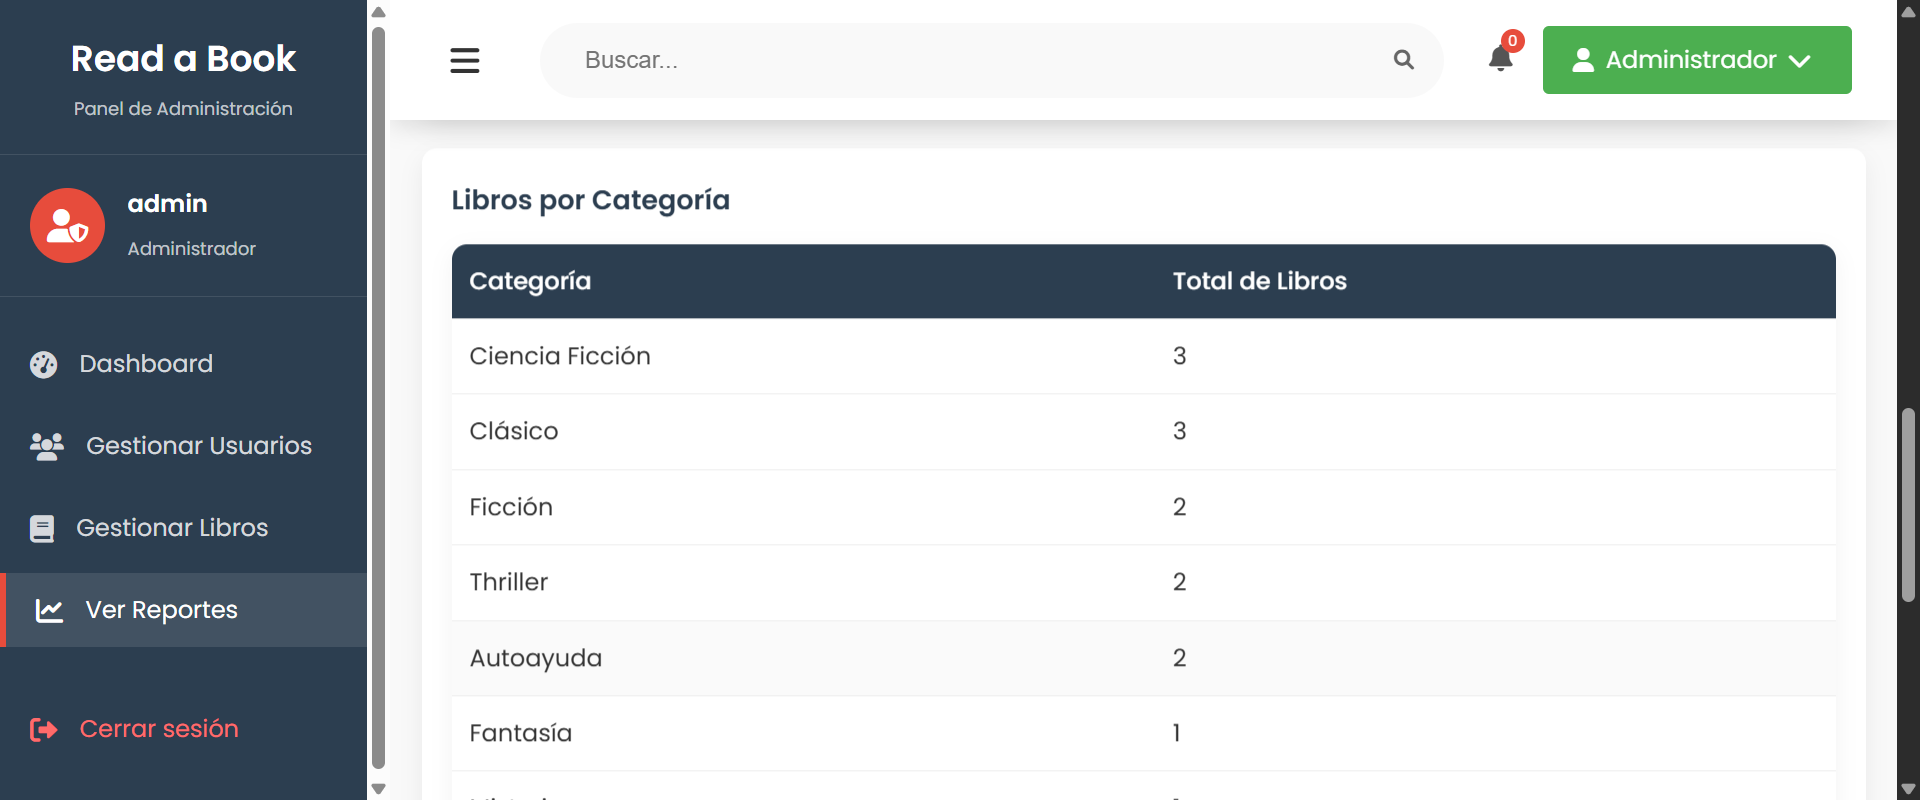 Read a Book
Panel de Administración
admin
Administrador
Dashboard
Gestionar Usuarios
Gestionar Libros
Ver Reportes
Cerrar sesión
Buscar...
0
Administrador
Libros por Categoría
Categoría Total de Libros
Ciencia Ficción 3
Clásico 3
Ficción 2
Thriller 2
Autoayuda 2
Fantasía 1